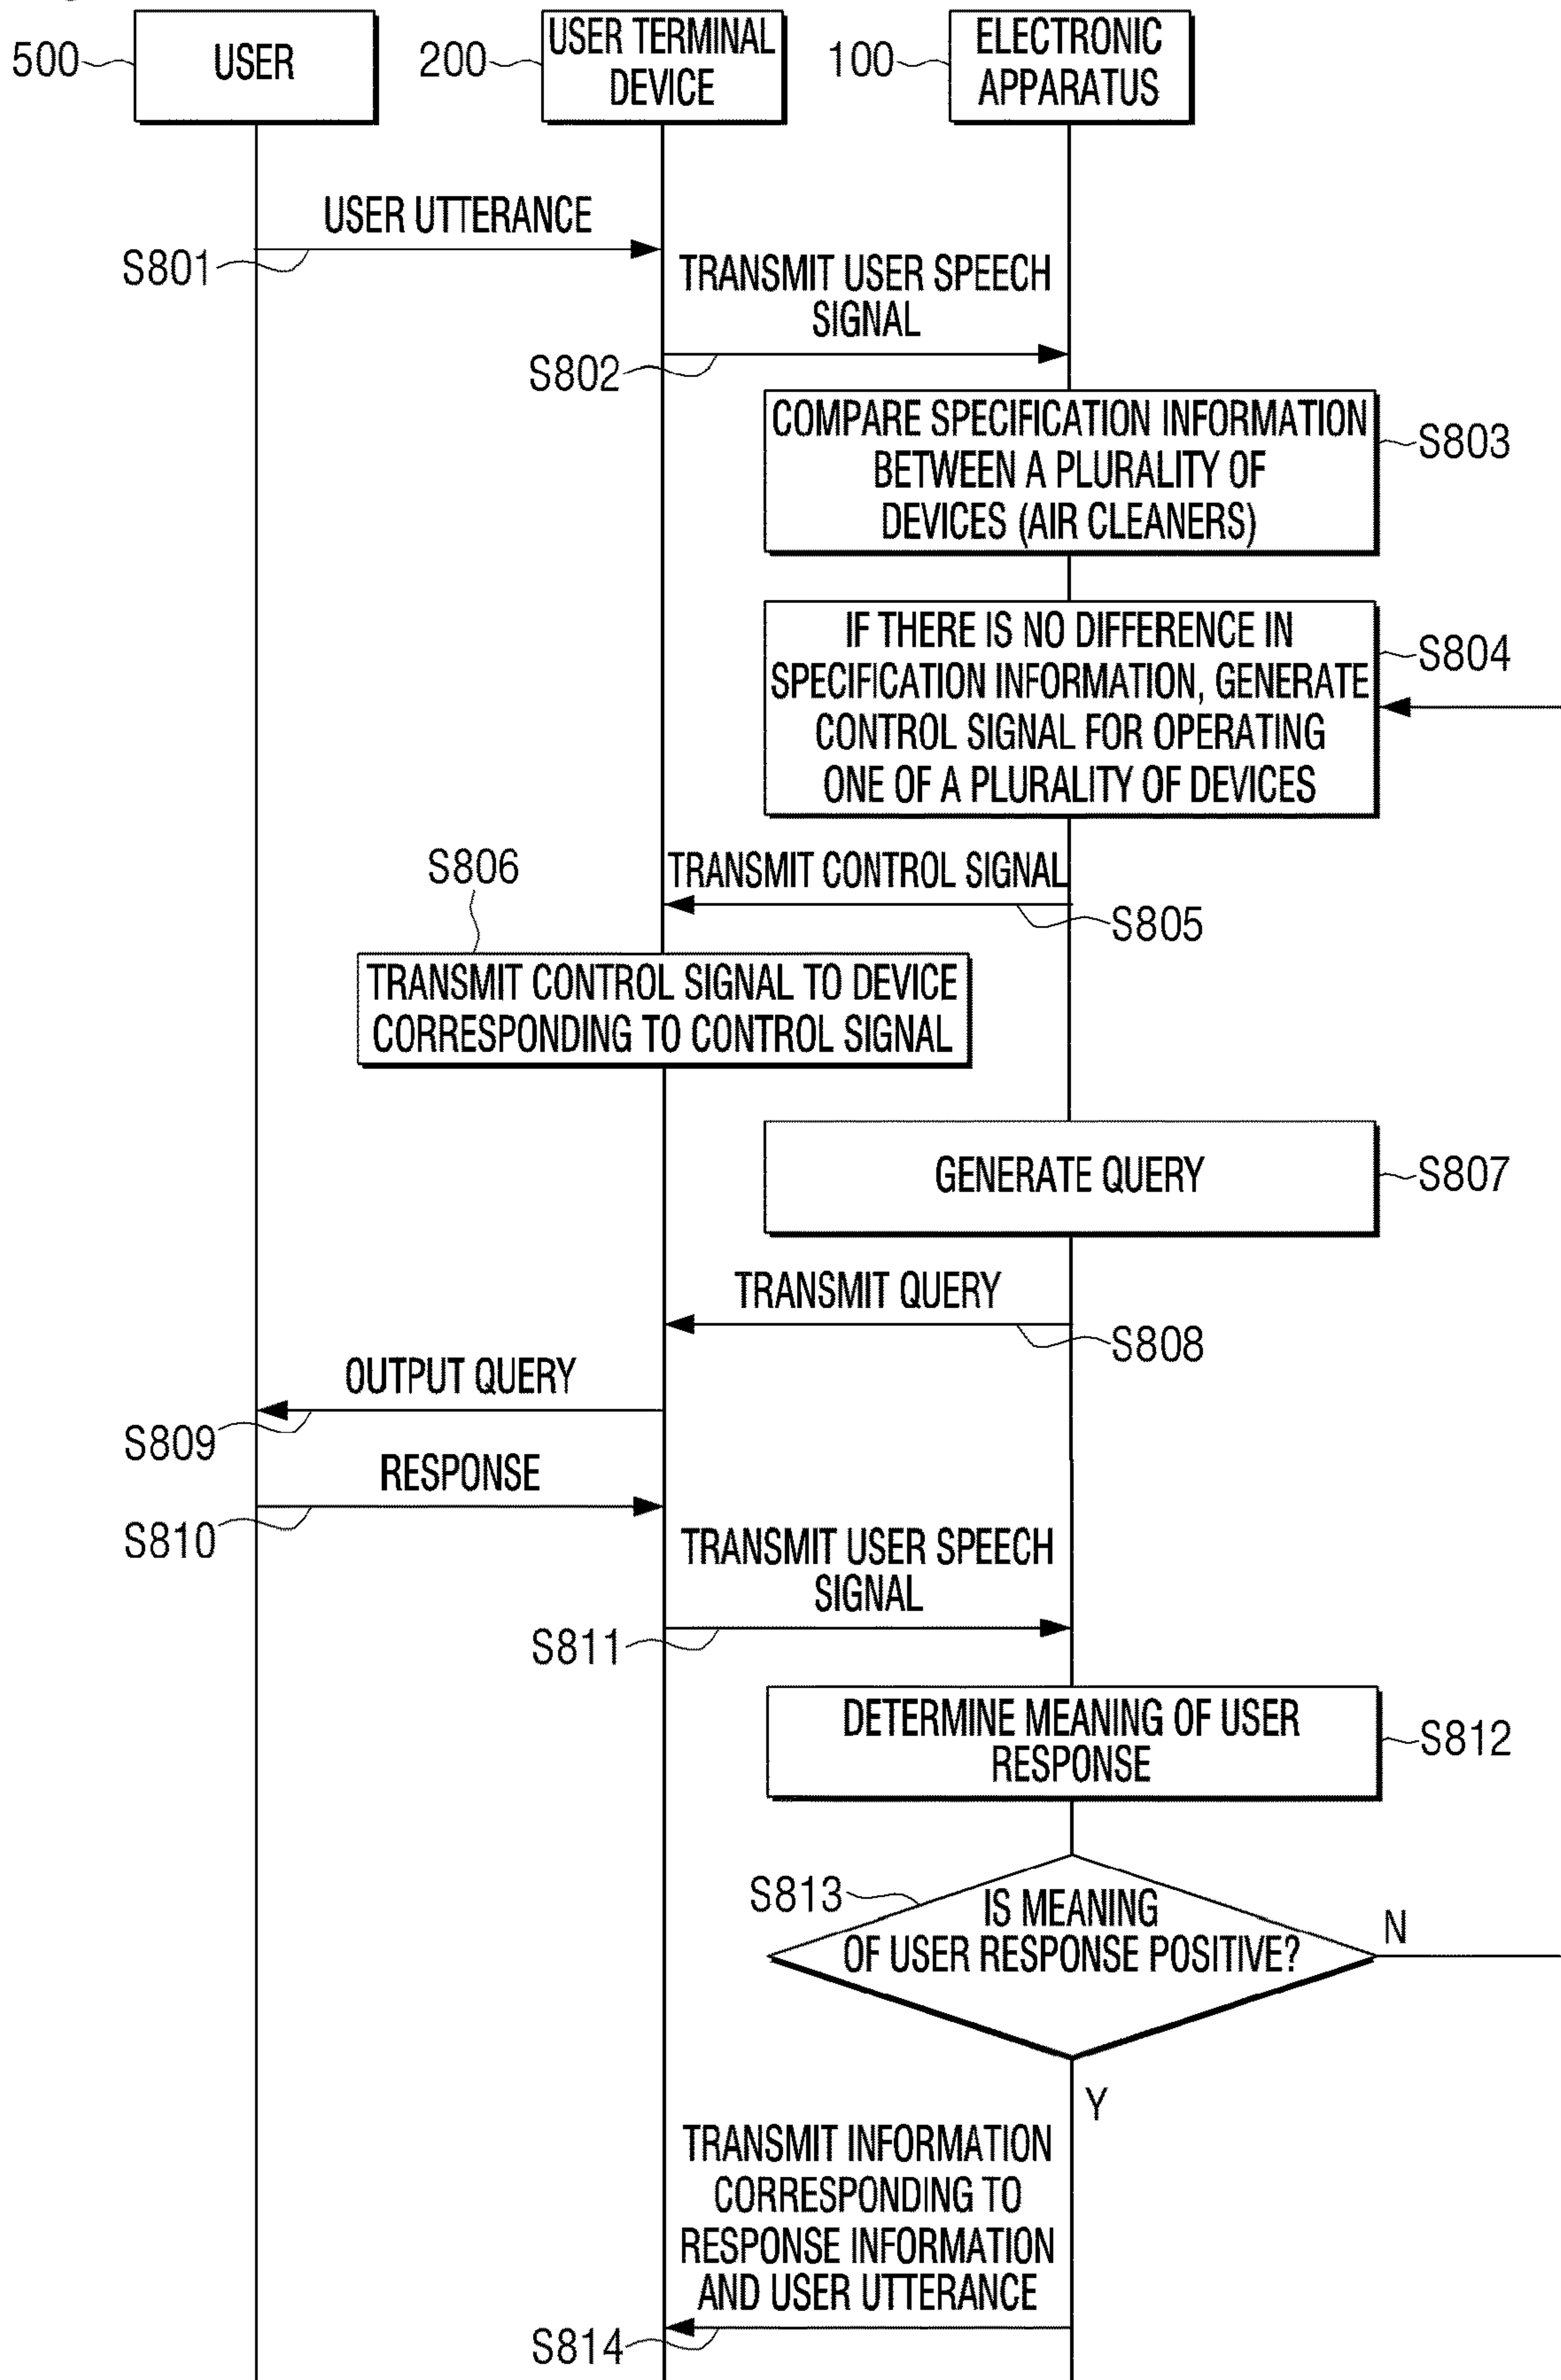 500
USER
200
USER TERMINAL
DEVICE
100
ELECTRONIC
APPARATUS
USER UTTERANCE
S801
TRANSMIT USER SPEECH
SIGNAL
S802
COMPARE SPECIFICATION INFORMATION
BETWEEN A PLURALITY OF
DEVICES (AIR CLEANERS)
S803
IF THERE IS NO DIFFERENCE IN
SPECIFICATION INFORMATION, GENERATE
CONTROL SIGNAL FOR OPERATING
ONE OF A PLURALITY OF DEVICES
S804
TRANSMIT CONTROL SIGNAL
S805
S806
TRANSMIT CONTROL SIGNAL TO DEVICE
CORRESPONDING TO CONTROL SIGNAL
GENERATE QUERY
S807
TRANSMIT QUERY
S808
OUTPUT QUERY
S809
RESPONSE
S810
TRANSMIT USER SPEECH
SIGNAL
S811
DETERMINE MEANING OF USER
RESPONSE
S812
S813
IS MEANING
OF USER RESPONSE POSITIVE?
N
Y
TRANSMIT INFORMATION
CORRESPONDING TO
RESPONSE INFORMATION
AND USER UTTERANCE
S814